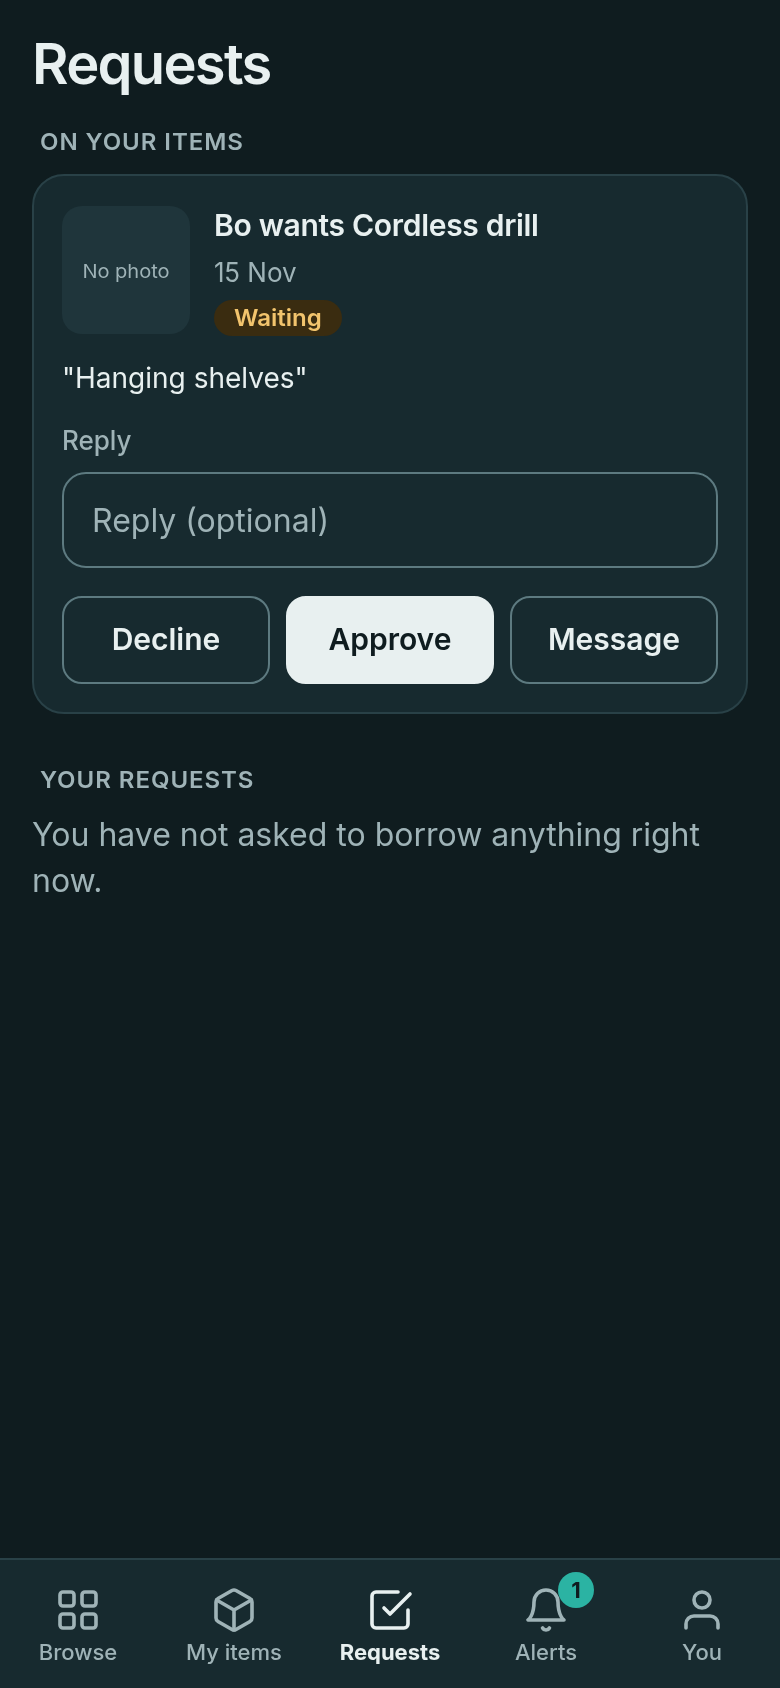 Requests
ON YOUR ITEMS
No photo
Bo wants Cordless drill
15 Nov
Waiting
"Hanging shelves"
Reply
Reply (optional)
Decline
Approve
Message
YOUR REQUESTS
You have not asked to borrow anything right
now.
1
Browse
My items
Requests
Alerts
You